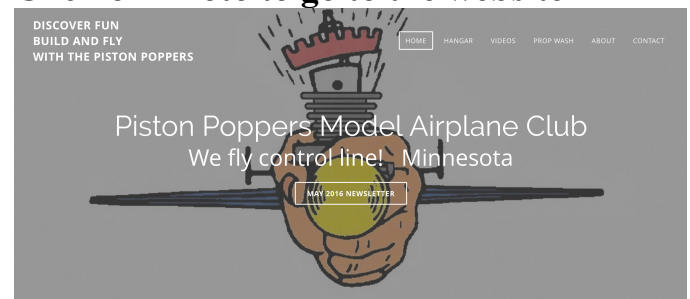 DISCOVER FUN
BUILD AND FLY
WITH THE PISTON POPPERS
HOME HANGAR VIDEOS PROP WASH ABOUT CONTACT
Piston Poppers Model Airplane Club
We fly control line! Minnesota
MAY 2016 NEWSLETTER